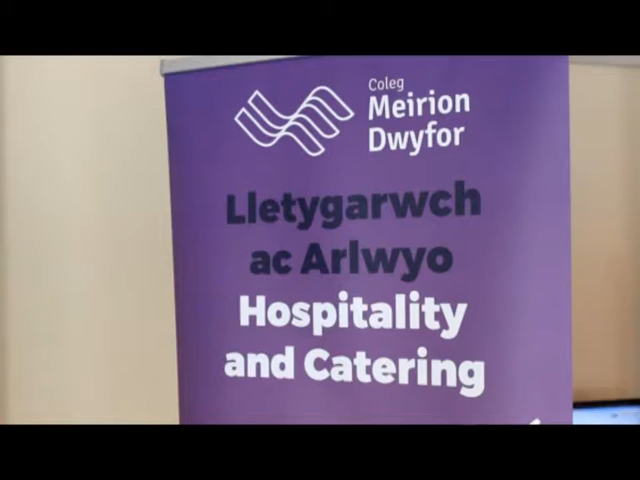 Coleg
Meirion
Dwyfor
Lletygarwch
ac Arlwyo
Hospitality
and Catering